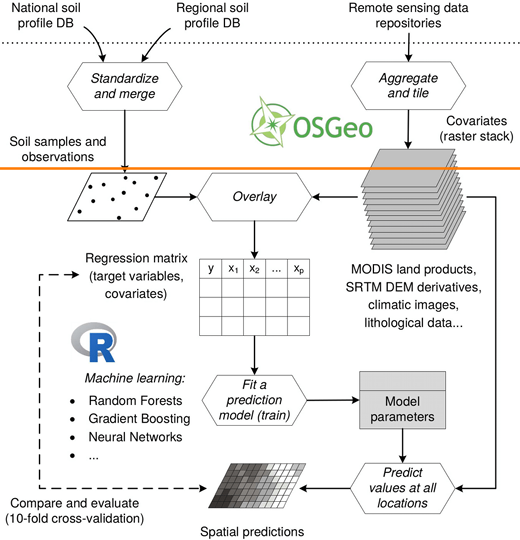 National soil
profile DB
Regional soil
profile DB
Remote sensing data
repositories
Standardize
and merge
Aggregate
and tile
OSGeo
Covariates
(raster stack)
Soil samples and
observations
Overlay
Regression matrix
(target variables,
covariates)
y x1 x2 ... xp
MODIS land products,
SRTM DEM derivatives,
climatic images,
lithological data...
R
Machine learning:
• Random Forests
• Gradient Boosting
• Neural Networks
• ...
Fit a
prediction
model (train)
Model
parameters
Predict
values at all
locations
Compare and evaluate
(10-fold cross-validation)
Spatial predictions